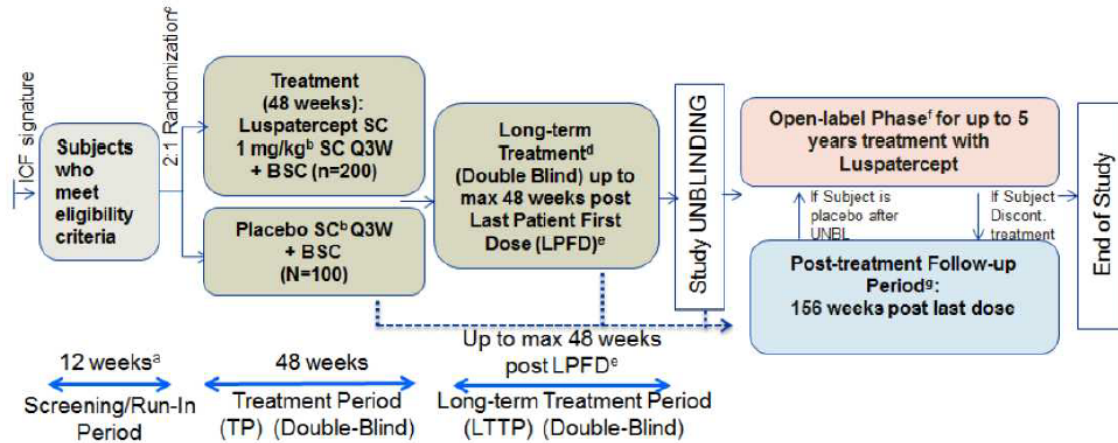 ICF signature
Subjects
who
meet
eligibility
criteria
2:1 Randomizationᶜ
Treatment
(48 weeks):
Luspatercept SC
1 mg/kgᵇ SC Q3W
+ BSC (n=200)
Placebo SCᵇ Q3W
+ BSC
(N=100)
Long-term
Treatmentᵈ
(Double Blind) up to
max 48 weeks post
Last Patient First
Dose (LPFD)ᵉ
Study UNBLINDING
Open-label Phaseᶠ for up to 5
years treatment with
Luspatercept
If Subject is
placebo after
UNBL
If Subject
Discont.
treatment
Post-treatment Follow-up
Periodᵍ:
156 weeks post last dose
End of Study
12 weeksᵃ
Screening/Run-In
Period
48 weeks
Treatment Period
(TP) (Double-Blind)
Up to max 48 weeks
post LPFDᵉ
Long-term Treatment Period
(LTTP) (Double-Blind)